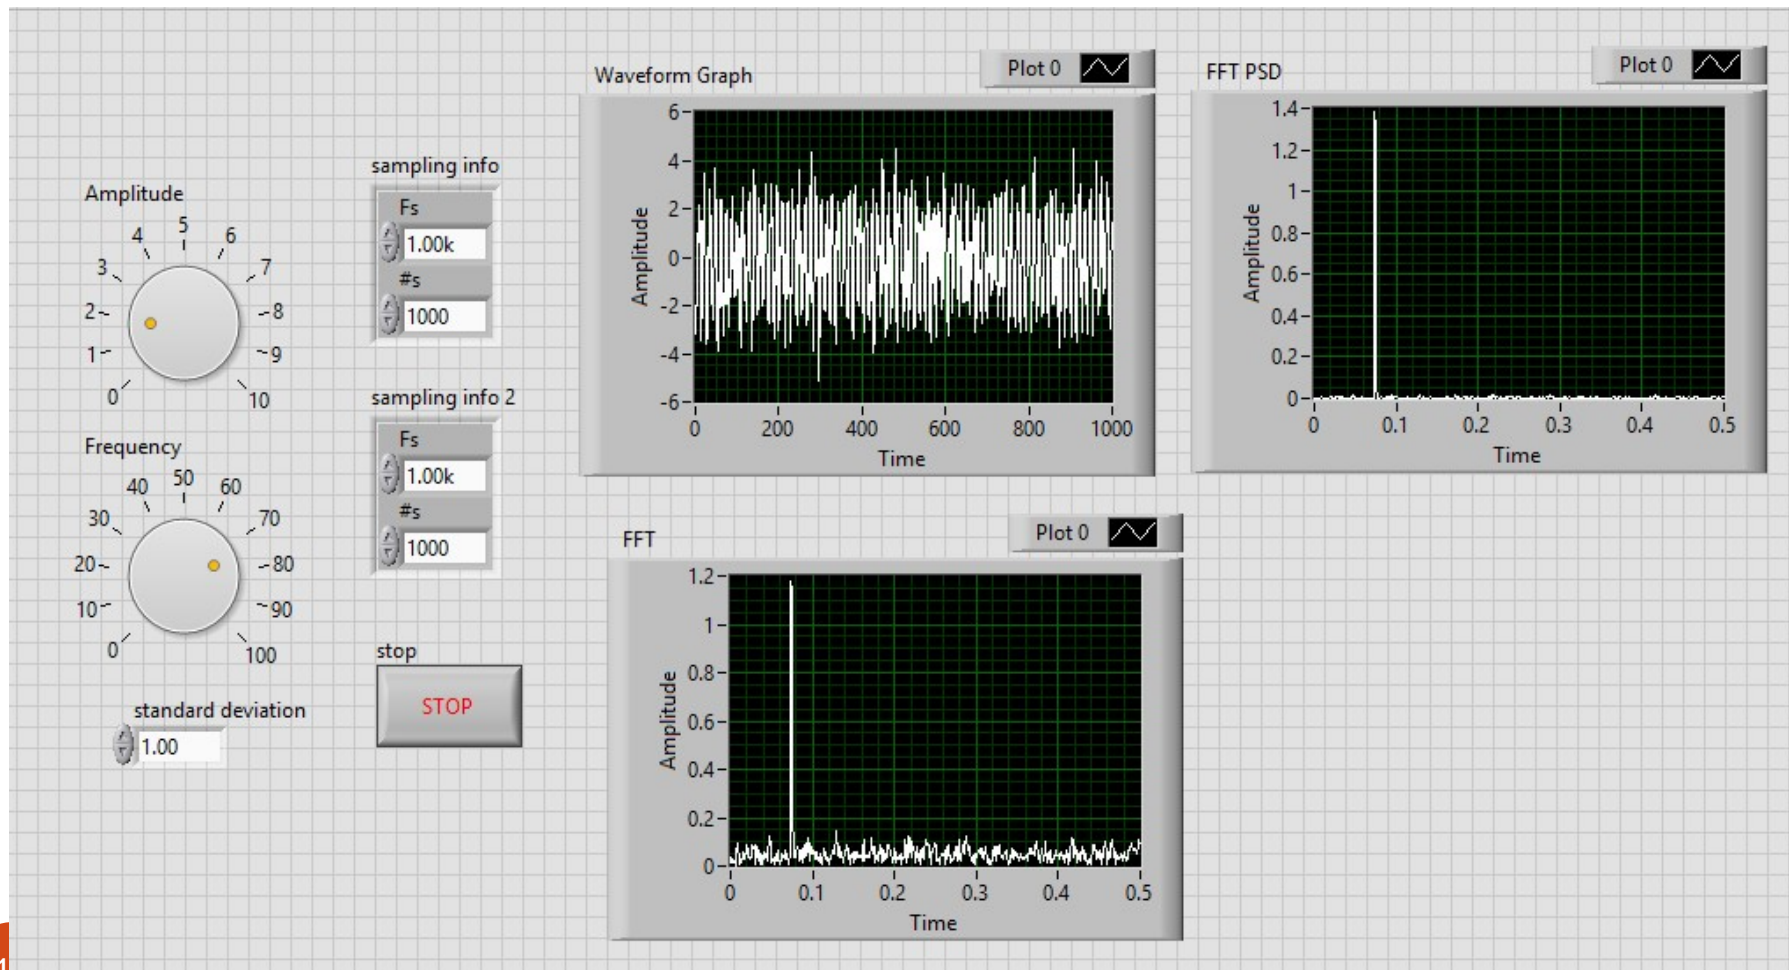 Amplitude
0
1
2
3
4
5
6
7
8
9
10
Frequency
0
10
20
30
40
50
60
70
80
90
100
standard deviation
1.00
sampling info
Fs
1.00k
#s
1000
sampling info 2
Fs
1.00k
#s
1000
stop
STOP
Waveform Graph
Plot 0
Amplitude
6
4
2
0
-2
-4
-6
0 200 400 600 800 1000
Time
FFT PSD
Plot 0
Amplitude
1.4
1.2
1
0.8
0.6
0.4
0.2
0
0 0.1 0.2 0.3 0.4 0.5
Time
FFT
Plot 0
Amplitude
1.2
1
0.8
0.6
0.4
0.2
0
0 0.1 0.2 0.3 0.4 0.5
Time
1